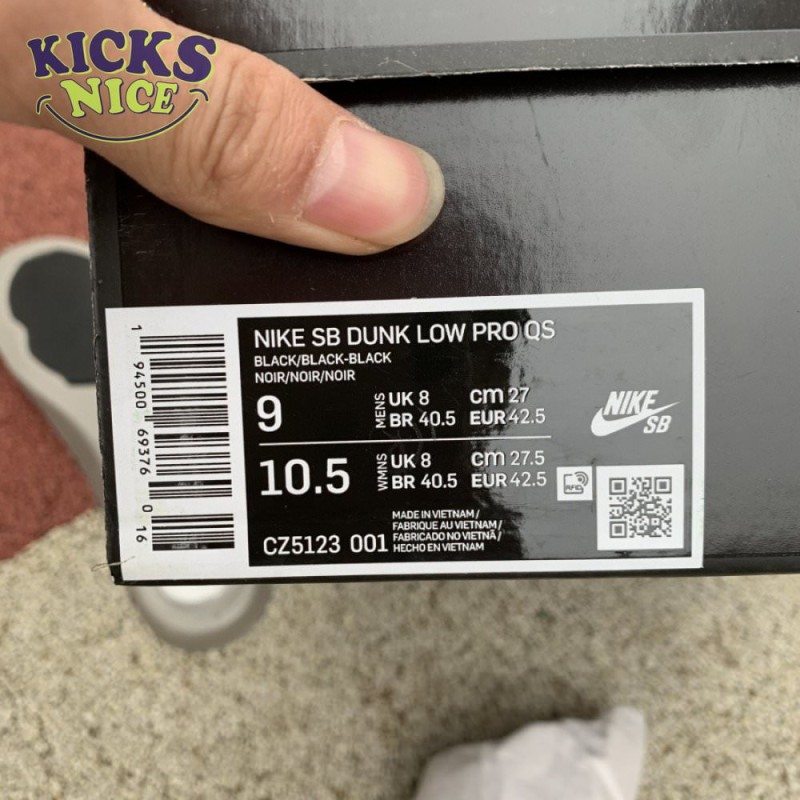 KICKS
NICE
NIKE SB DUNK LOW PRO QS
BLACK/BLACK-BLACK
NOIR/NOIR/NOIR
9
MENS
UK 8 cm 27
BR 40.5 EUR 42.5
10.5
WMNS
UK 8 cm 27.5
BR 40.5 EUR 42.5
CZ5123 001
MADE IN VIETNAM /
FABRIQUE AU VIETNAM /
FABRICADO NO VIETNÃ /
HECHO EN VIETNAM
NIKE
SB
RFID
1 94500 69376 0 16